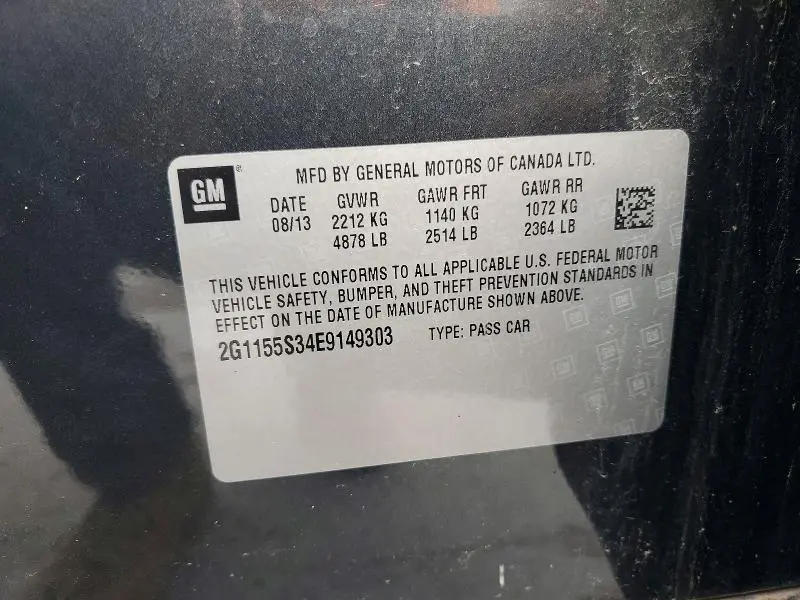 GM
MFD BY GENERAL MOTORS OF CANADA LTD.
DATE GVWR GAWR FRT GAWR RR
08/13 2212 KG 1140 KG 1072 KG
4878 LB 2514 LB 2364 LB
THIS VEHICLE CONFORMS TO ALL APPLICABLE U.S. FEDERAL MOTOR
VEHICLE SAFETY, BUMPER, AND THEFT PREVENTION STANDARDS IN
EFFECT ON THE DATE OF MANUFACTURE SHOWN ABOVE.
2G1155S34E9149303 TYPE: PASS CAR